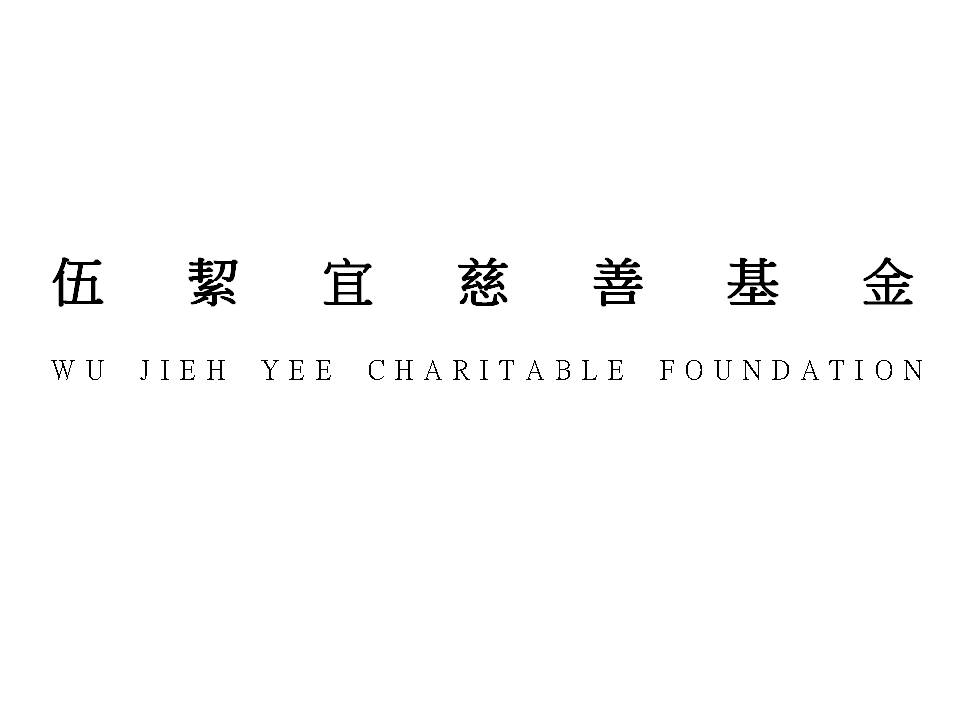 伍絜宜慈善基金
WU JIEH YEE CHARITABLE FOUNDATION